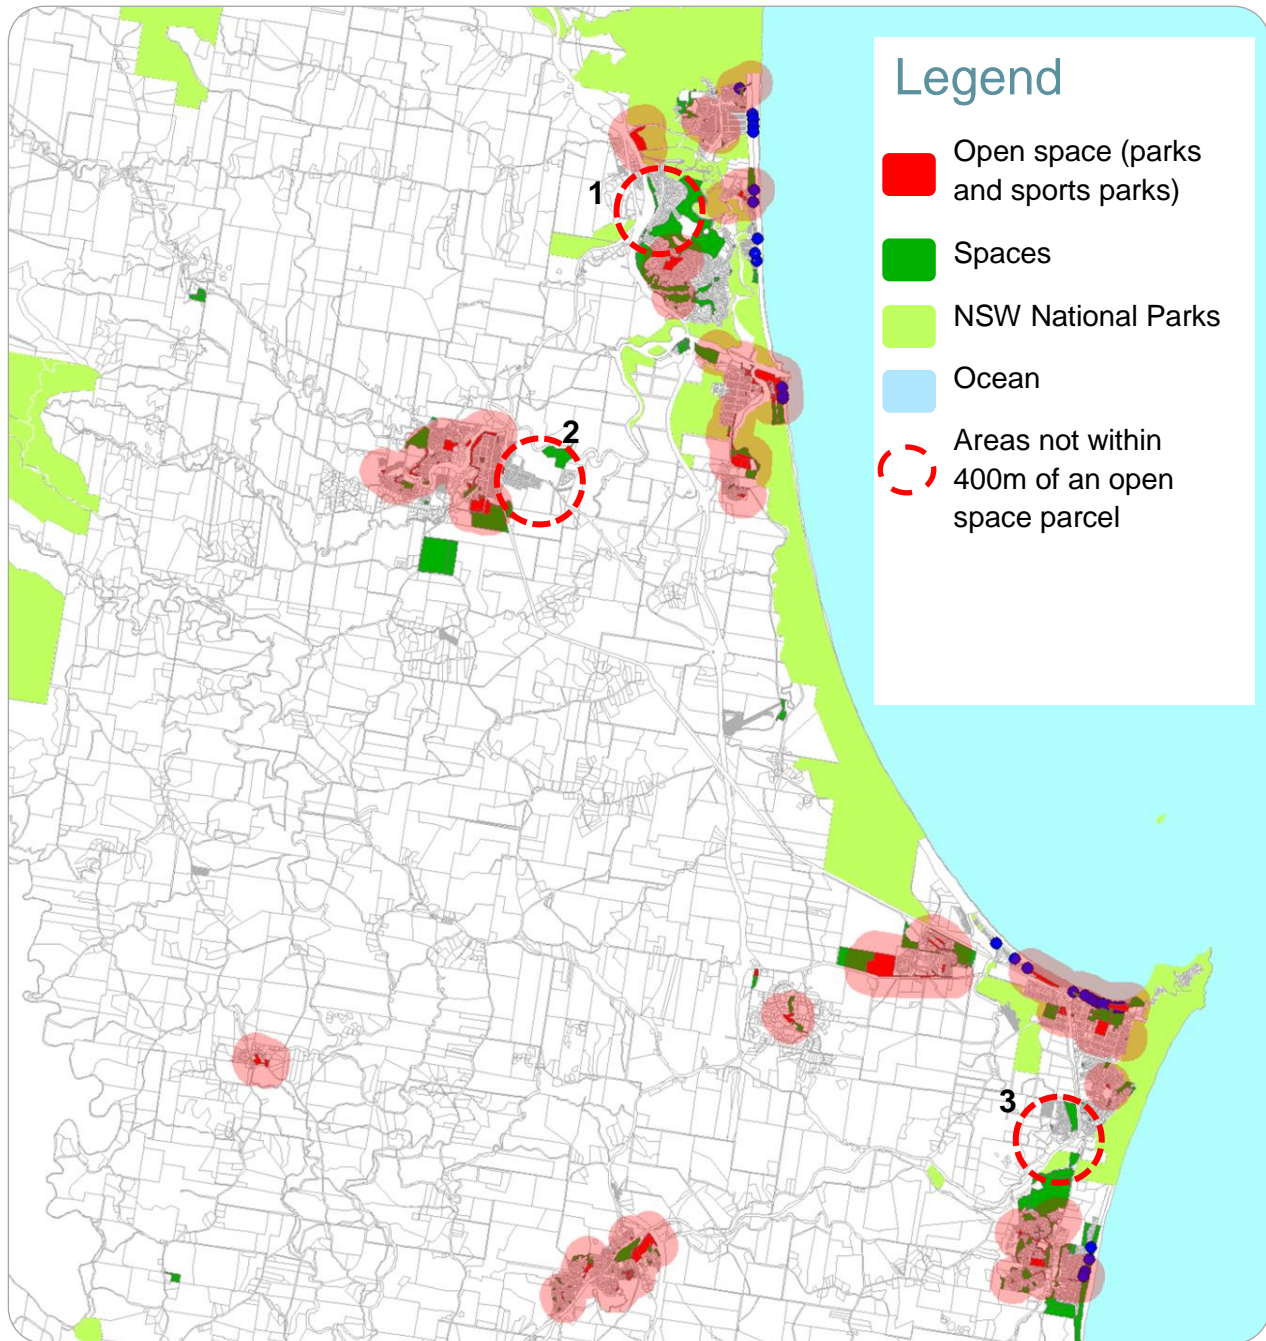 Legend
Open space (parks
and sports parks)
Spaces
NSW National Parks
Ocean
Areas not within
400m of an open
space parcel
1
2
3